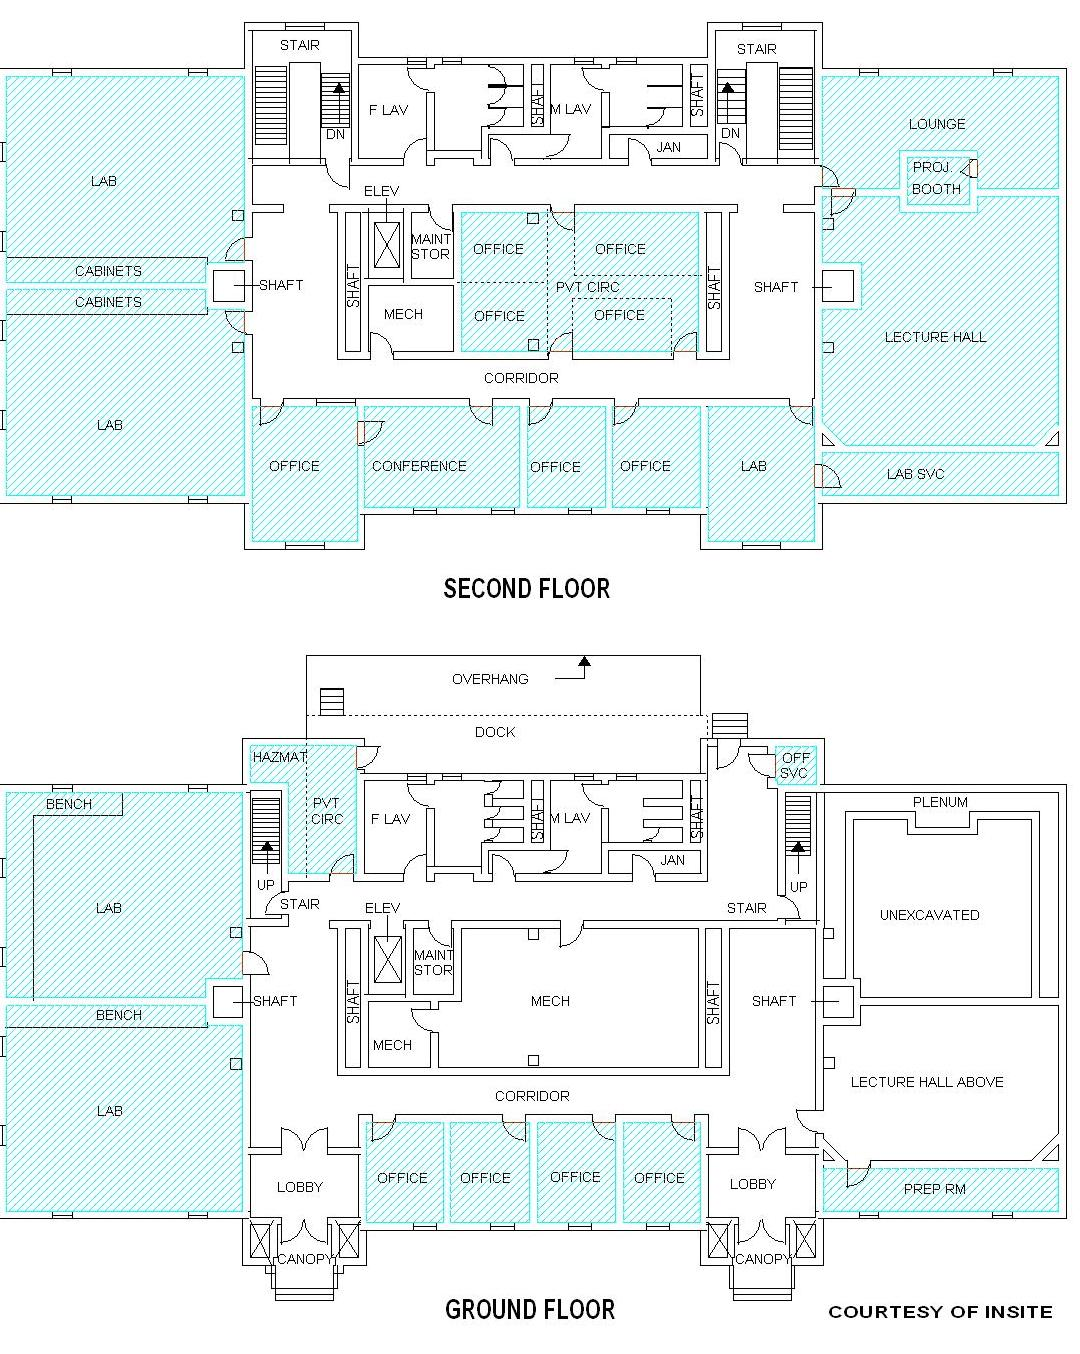 STAIR
STAIR
F LAV
SHAFT
M LAV
SHAFT
DN
DN
JAN
LOUNGE
PROJ.
BOOTH
LAB
ELEV
MAINT
STOR
OFFICE
OFFICE
CABINETS
SHAFT
SHAFT
PVT CIRC
SHAFT
SHAFT
CABINETS
MECH
OFFICE
OFFICE
LECTURE HALL
CORRIDOR
LAB
OFFICE
CONFERENCE
OFFICE
OFFICE
LAB
LAB SVC
SECOND FLOOR
OVERHANG
DOCK
HAZMAT
OFF
SVC
BENCH
PVT
CIRC
F LAV
SHAFT
M LAV
SHAFT
PLENUM
JAN
UP
UP
LAB
STAIR
ELEV
STAIR
UNEXCAVATED
MAINT
STOR
SHAFT
SHAFT
MECH
SHAFT
SHAFT
BENCH
MECH
LECTURE HALL ABOVE
CORRIDOR
LAB
OFFICE
OFFICE
OFFICE
OFFICE
LOBBY
LOBBY
PREP RM
CANOPY
CANOPY
GROUND FLOOR
COURTESY OF INSITE